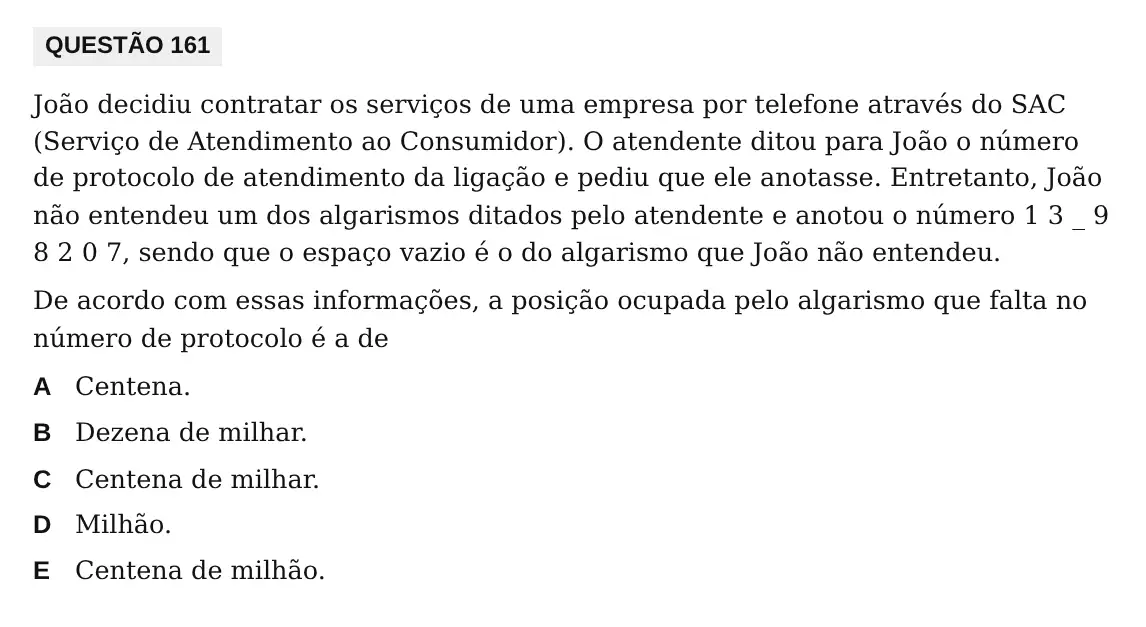 QUESTÃO 161
João decidiu contratar os serviços de uma empresa por telefone através do SAC
(Serviço de Atendimento ao Consumidor). O atendente ditou para João o número
de protocolo de atendimento da ligação e pediu que ele anotasse. Entretanto, João
não entendeu um dos algarismos ditados pelo atendente e anotou o número 1 3 _ 9
8 2 0 7, sendo que o espaço vazio é o do algarismo que João não entendeu.
De acordo com essas informações, a posição ocupada pelo algarismo que falta no
número de protocolo é a de
A Centena.
B Dezena de milhar.
C Centena de milhar.
D Milhão.
E Centena de milhão.